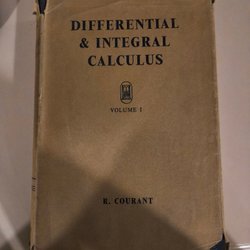 DIFFERENTIAL
& INTEGRAL
CALCULUS
VOLUME I
R. COURANT